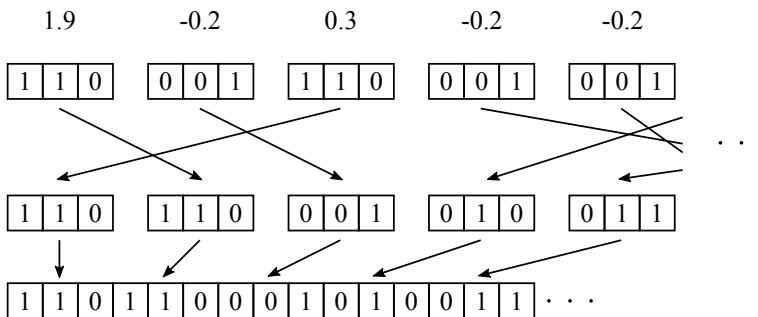 1.9 -0.2 0.3 -0.2 -0.2
1 1 0 0 0 1 1 1 0 0 0 1 0 0 1
. .
1 1 0 1 1 0 0 0 1 0 1 0 0 1 1
1 1 0 1 1 0 0 0 1 0 1 0 0 1 1 . . .